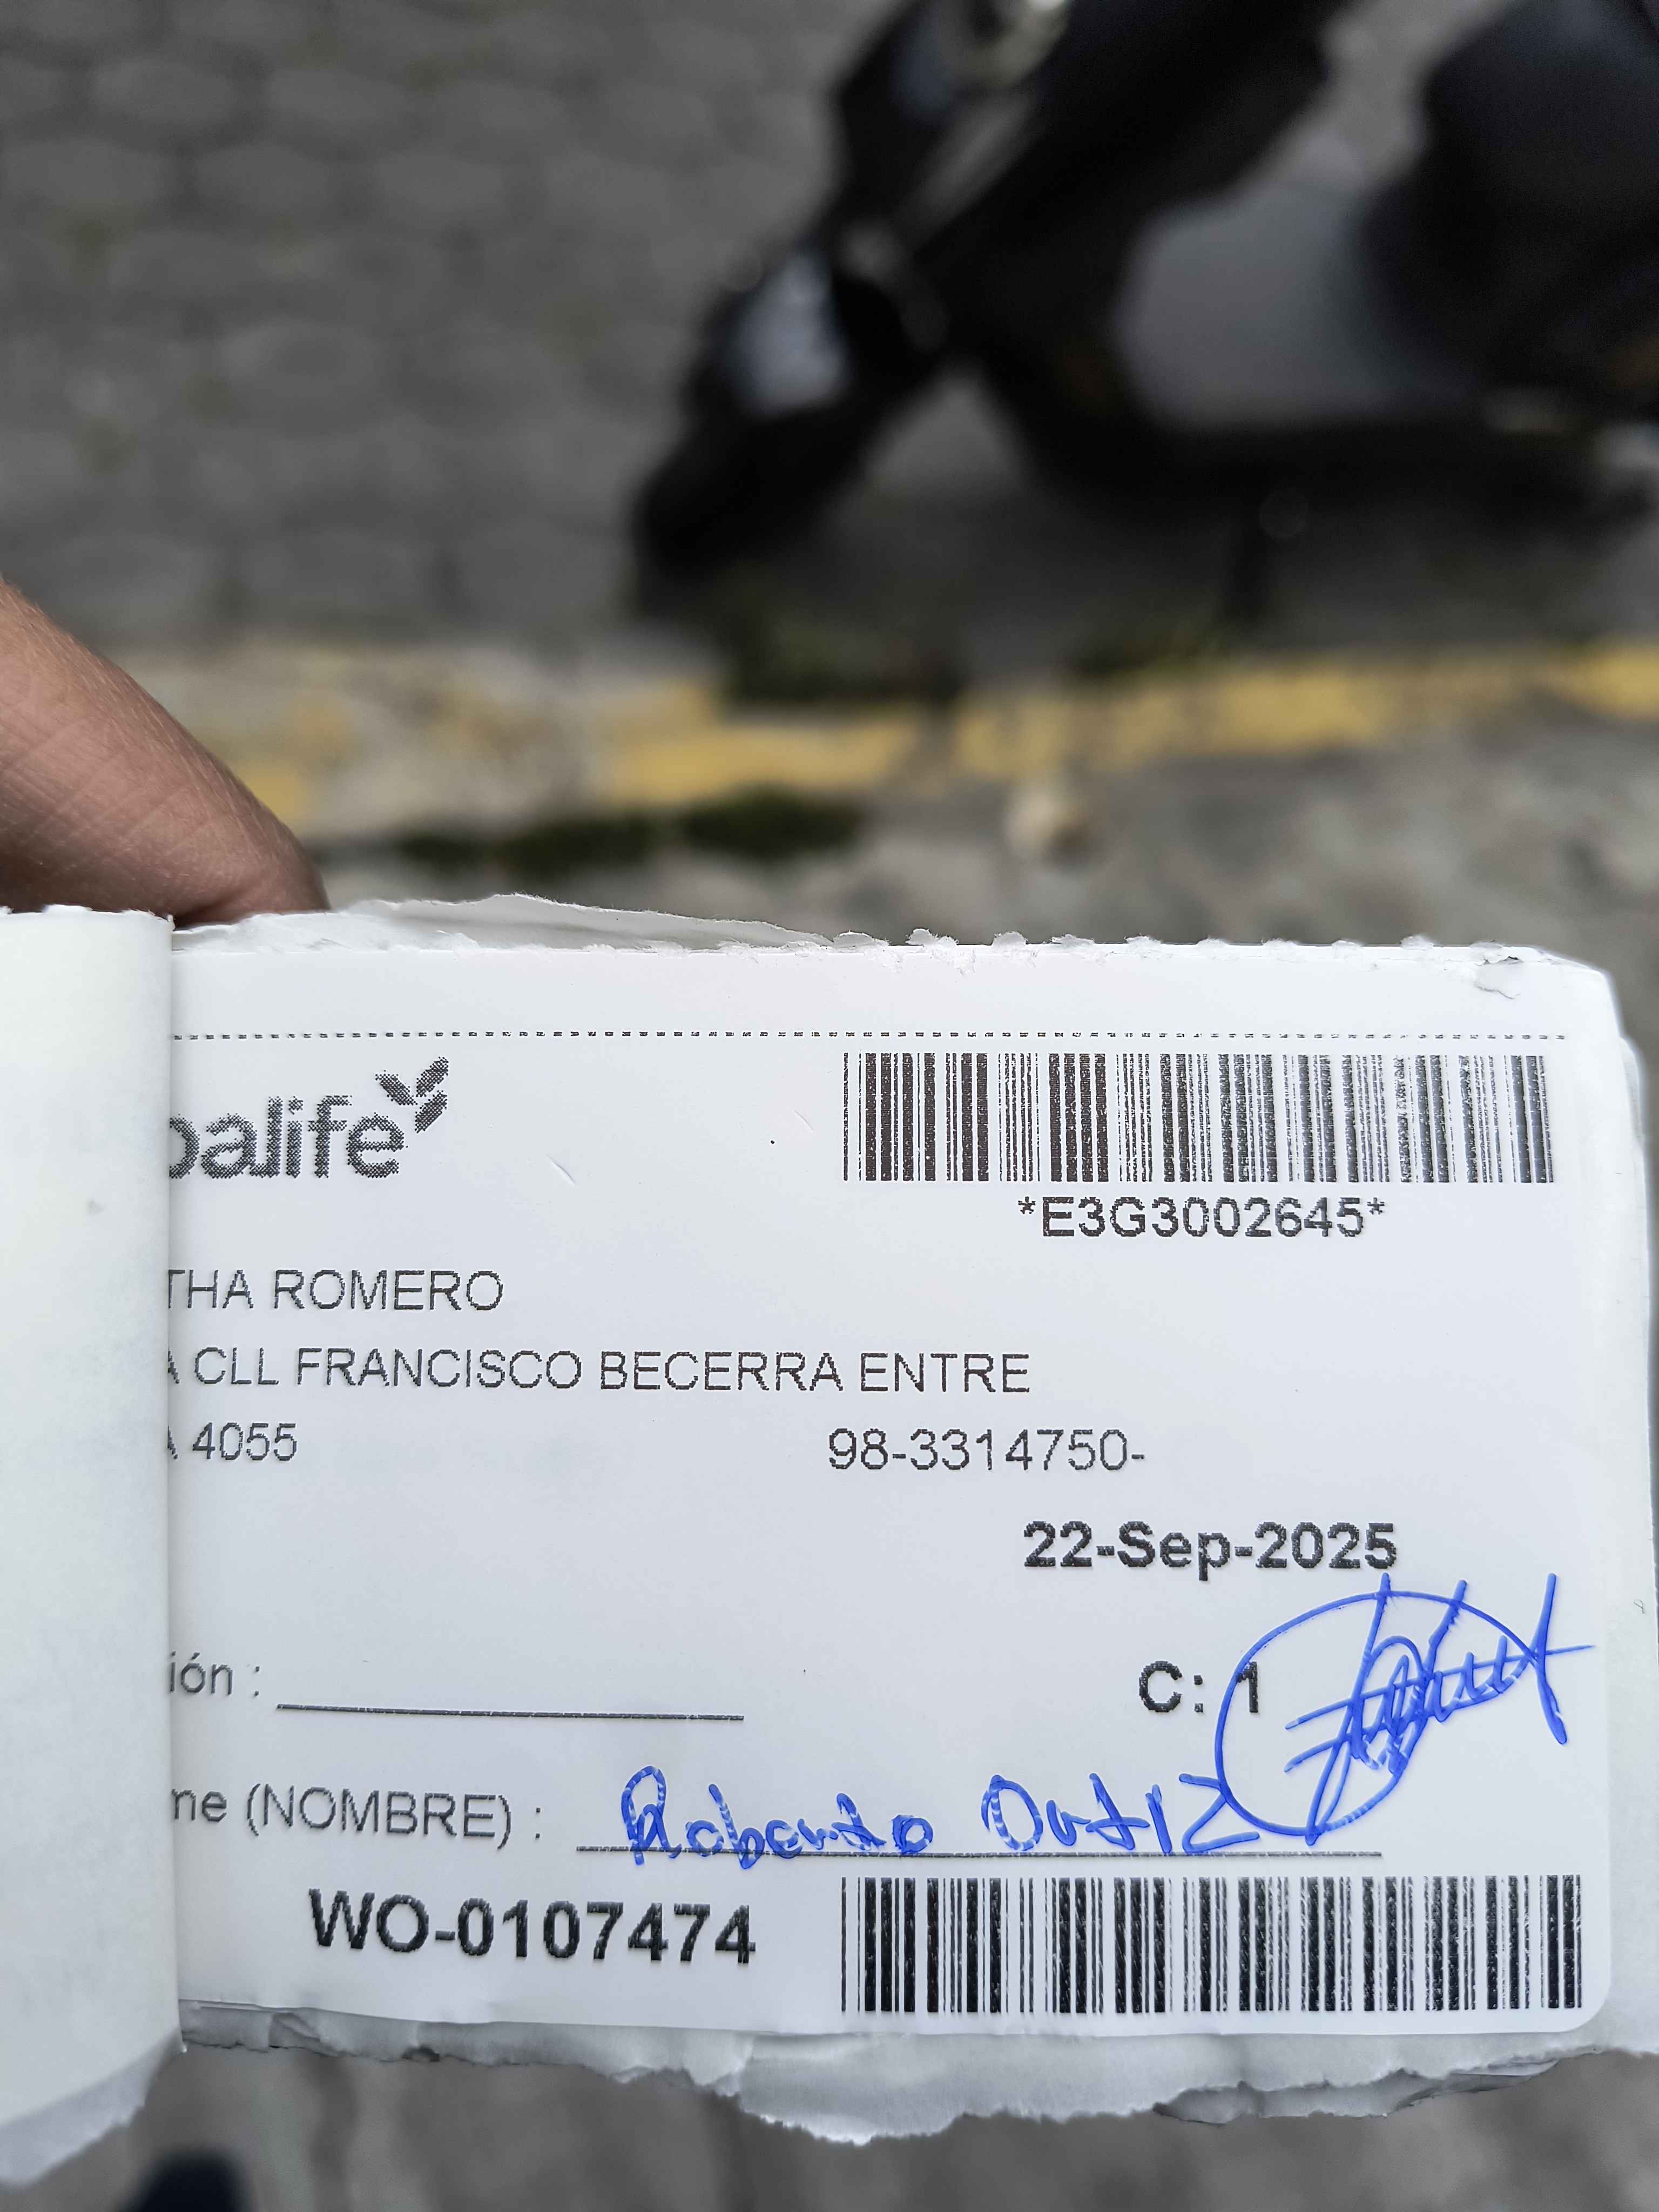 balife
*E3G3002645*
THA ROMERO
A CLL FRANCISCO BECERRA ENTRE
A 4055 98-3314750-
22-Sep-2025
ión : C: 1
me (NOMBRE) : Roberto Ortiz
WO-0107474